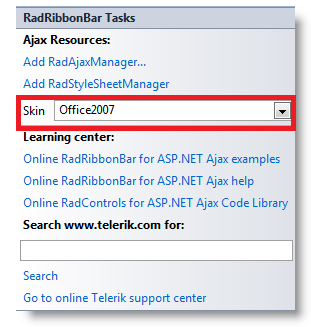 RadRibbonBar Tasks
Ajax Resources:
Add RadAjaxManager...
Add RadStyleSheetManager
Skin Office2007
Learning center:
Online RadRibbonBar for ASP.NET Ajax examples
Online RadRibbonBar for ASP.NET Ajax help
Online RadControls for ASP.NET Ajax Code Library
Search www.telerik.com for:
Search
Go to online Telerik support center